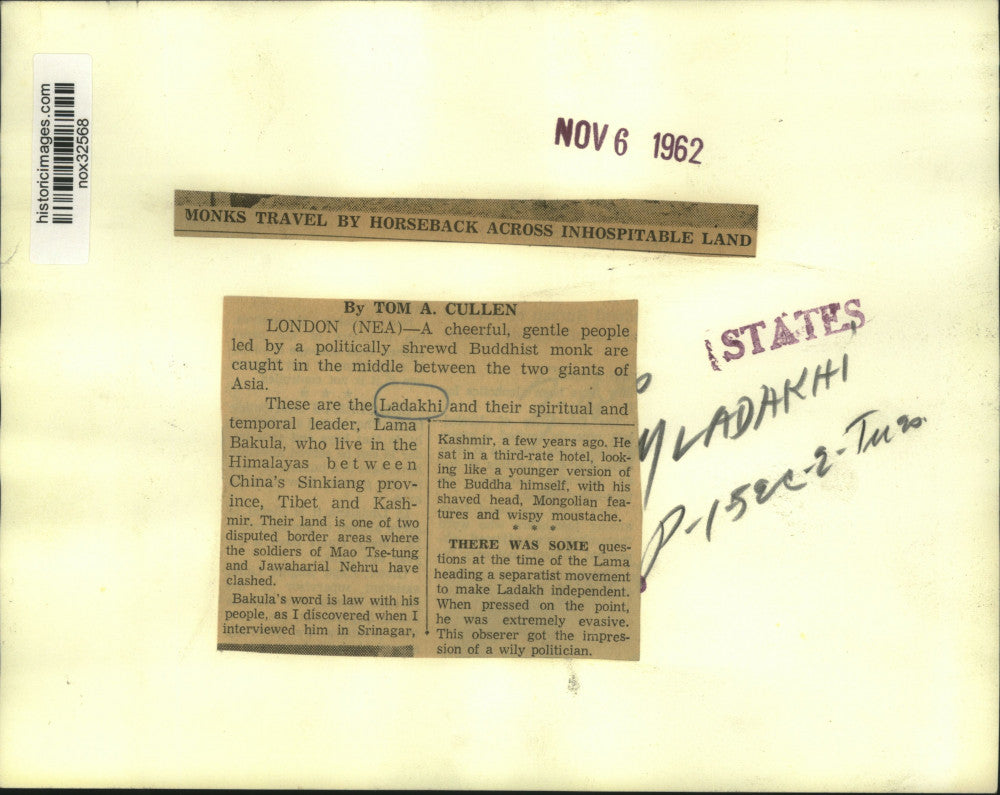 historicimages.com
nox32568
NOV 6 1962
MONKS TRAVEL BY HORSEBACK ACROSS INHOSPITABLE LAND
STATES
LADAKHI
P-1 Sec-2-Tues.
By TOM A. CULLEN
LONDON (NEA)—A cheerful, gentle people
led by a politically shrewd Buddhist monk are
caught in the middle between the two giants of
Asia.
These are the Ladakhi and their spiritual and
temporal leader, Lama
Bakula, who live in the
Himalayas between
China's Sinkiang prov-
ince, Tibet and Kash-
mir. Their land is one of two
disputed border areas where
the soldiers of Mao Tse-tung
and Jawaharial Nehru have
clashed.
Bakula's word is law with his
people, as I discovered when I
interviewed him in Srinagar,
Kashmir, a few years ago. He
sat in a third-rate hotel, look-
ing like a younger version of
the Buddha himself, with his
shaved head, Mongolian fea-
tures and wispy moustache.
* * *
THERE WAS SOME ques-
tions at the time of the Lama
heading a separatist movement
to make Ladakh independent.
When pressed on the point,
he was extremely evasive.
This obserer got the impres-
sion of a wily politician.